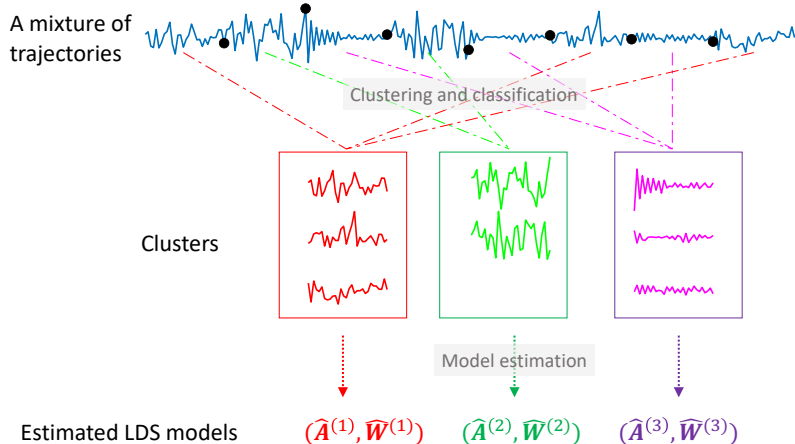 A mixture of
trajectories
Clustering and classification
Clusters
Model estimation
Estimated LDS models
(Â⁽¹⁾, Ŵ⁽¹⁾) (Â⁽²⁾, Ŵ⁽²⁾) (Â⁽³⁾, Ŵ⁽³⁾)